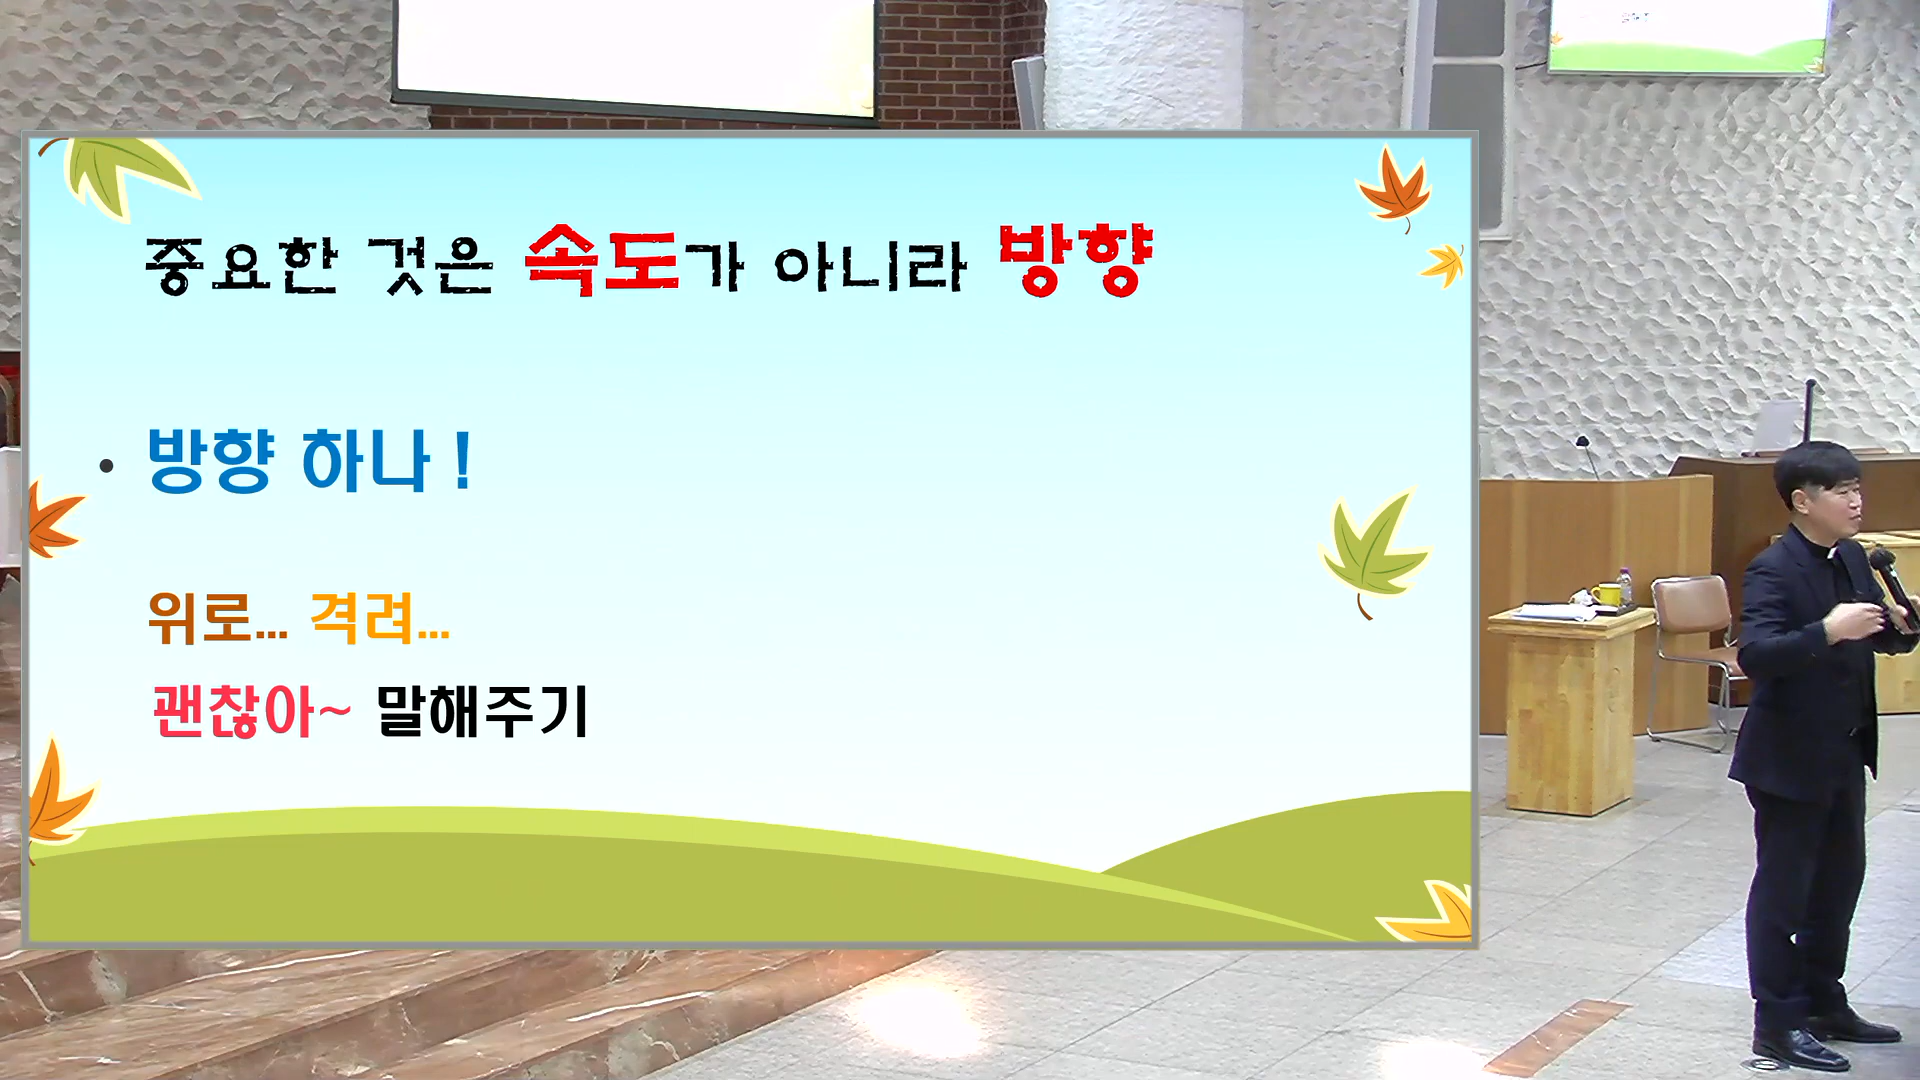 중요한 것은 속도가 아니라 방향
• 방향 하나 !
위로... 격려...
괜찮아~ 말해주기